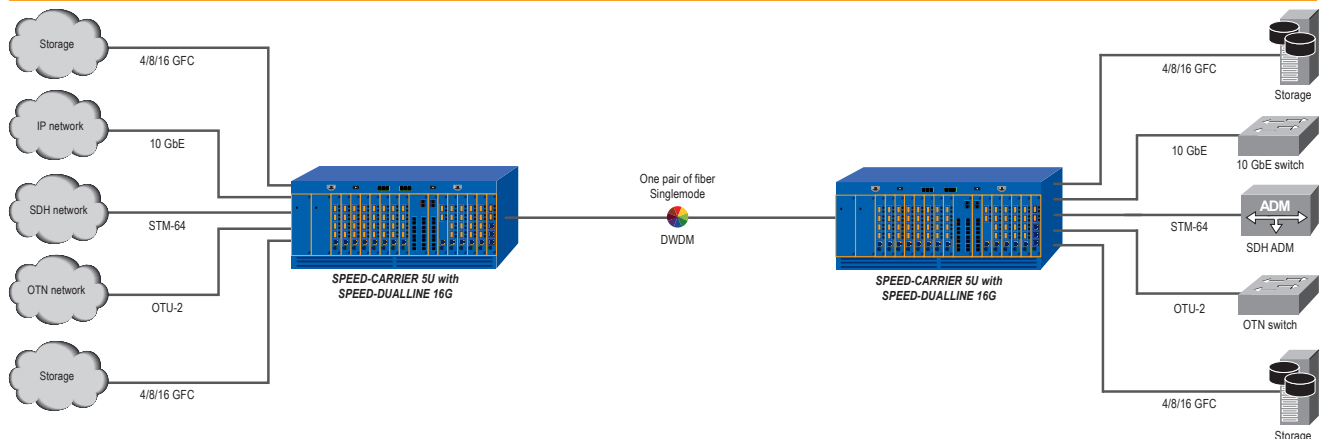 Storage
4/8/16 GFC
IP network
10 GbE
SDH network
STM-64
OTN network
OTU-2
Storage
4/8/16 GFC
SPEED-CARRIER 5U with
SPEED-DUALLINE 16G
One pair of fiber
Singlemode
DWDM
SPEED-CARRIER 5U with
SPEED-DUALLINE 16G
4/8/16 GFC
Storage
10 GbE
10 GbE switch
ADM
STM-64
SDH ADM
OTU-2
OTN switch
4/8/16 GFC
Storage